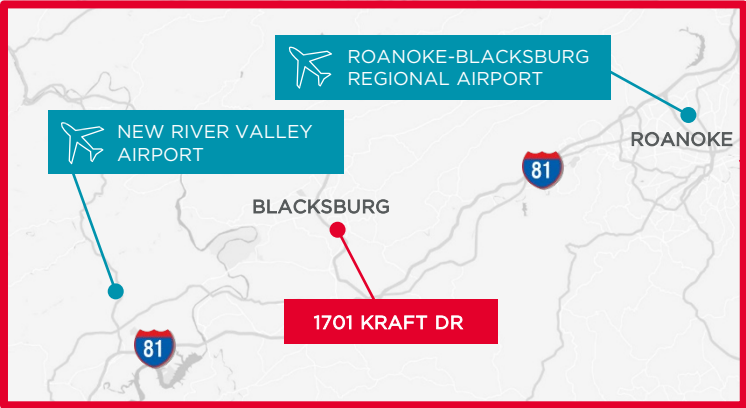 ROANOKE-BLACKSBURG
REGIONAL AIRPORT
NEW RIVER VALLEY
AIRPORT
ROANOKE
81
BLACKSBURG
1701 KRAFT DR
81